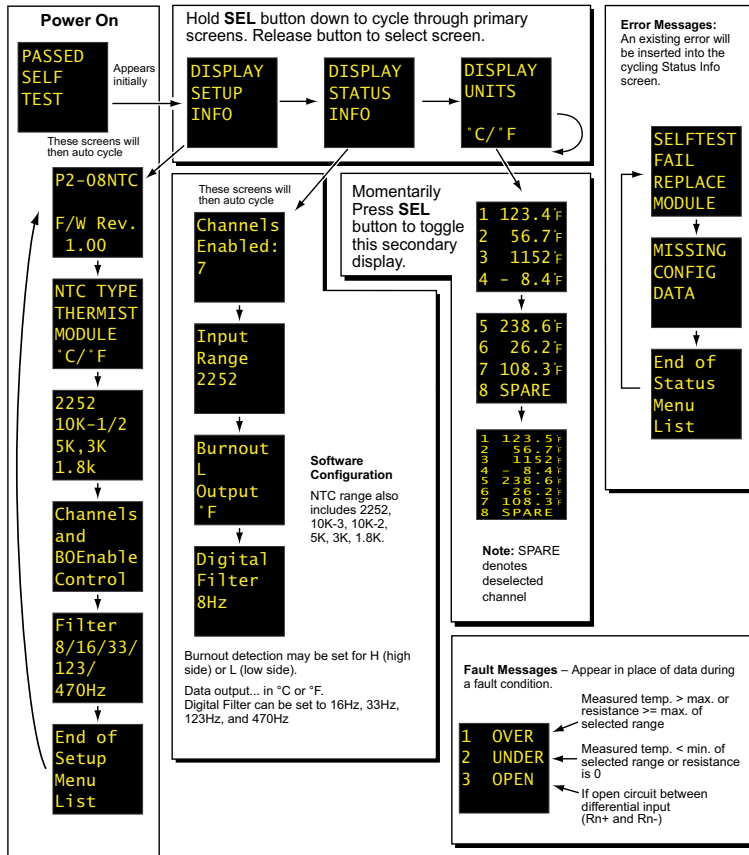 Power On
PASSED
SELF
TEST
Appears
initially
Hold SEL button down to cycle through primary
screens. Release button to select screen.
DISPLAY
SETUP
INFO
DISPLAY
STATUS
INFO
DISPLAY
UNITS
°C/°F
These screens will
then auto cycle
P2-08NTC
F/W Rev.
1.00
NTC TYPE
THERMIST
MODULE
°C/°F
2252
10K-1/2
5K,3K
1.8k
Channels
and
BOEnable
Control
Filter
8/16/33/
123/
470Hz
End of
Setup
Menu
List
These screens will
then auto cycle
Channels
Enabled:
7
Input
Range
2252
Burnout
L
Output
°F
Digital
Filter
8Hz
Software
Configuration
NTC range also
includes 2252,
10K-3, 10K-2,
5K, 3K, 1.8K.
Burnout detection may be set for H (high
side) or L (low side).
Data output... in °C or °F.
Digital Filter can be set to 16Hz, 33Hz,
123Hz, and 470Hz
Momentarily
Press SEL
button to toggle
this secondary
display.
1 123.4°F
2 56.7°F
3 1152°F
4 - 8.4°F
5 238.6°F
6 26.2°F
7 108.3°F
8 SPARE
1 123.5°F
2 56.7°F
3 1152°F
4 - 8.4°F
5 238.6°F
6 26.2°F
7 108.3°F
8 SPARE
Note: SPARE
denotes
deselected
channel
Error Messages:
An existing error will
be inserted into the
cycling Status Info
screen.
SELFTEST
FAIL
REPLACE
MODULE
MISSING
CONFIG
DATA
End of
Status
Menu
List
Fault Messages – Appear in place of data during
a fault condition.
1 OVER
2 UNDER
3 OPEN
Measured temp. > max. or
resistance >= max. of
selected range
Measured temp. < min. of
selected range or resistance
is 0
If open circuit between
differential input
(Rn+ and Rn-)